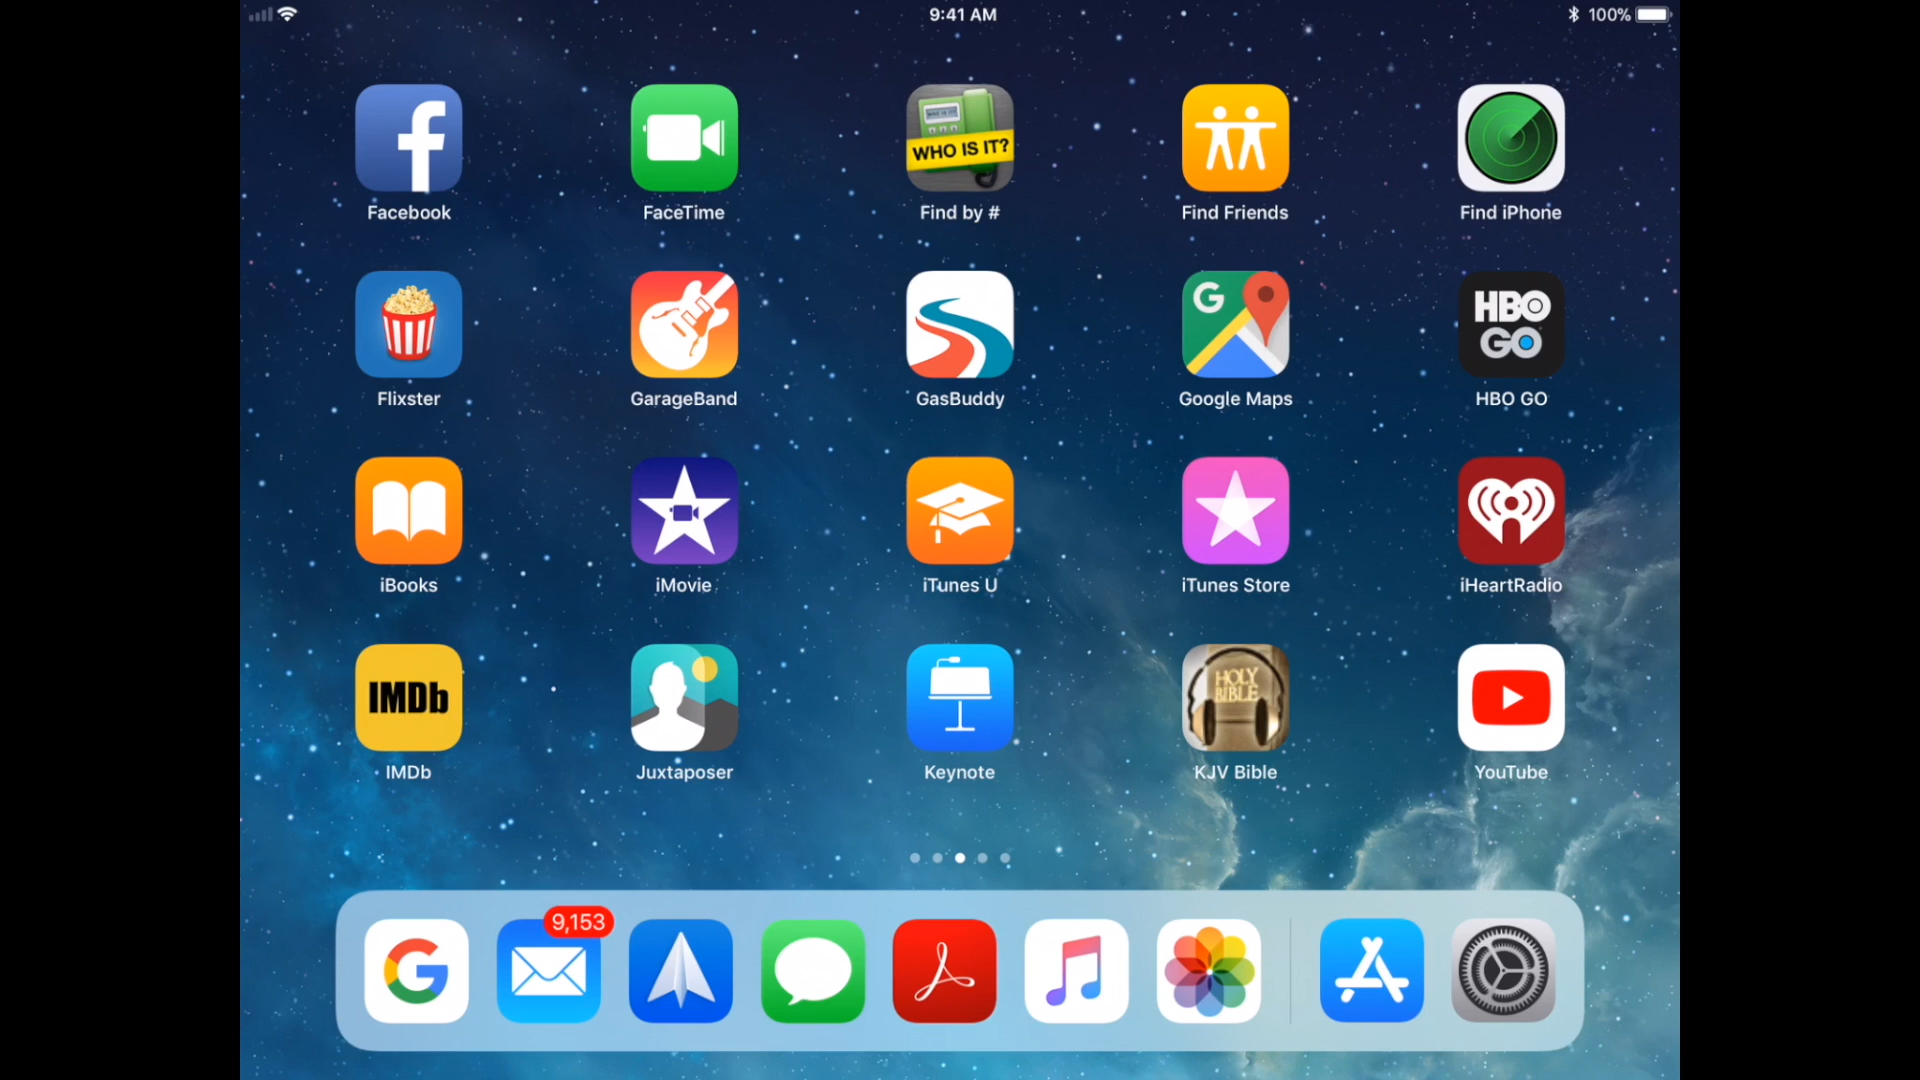 9:41 AM
100%
WHO IS IT?
Facebook
FaceTime
Find by #
Find Friends
Find iPhone
G
HBO
GO
Flixster
GarageBand
GasBuddy
Google Maps
HBO GO
iBooks
iMovie
iTunes U
iTunes Store
iHeartRadio
IMDb
HOLY
BIBLE
IMDb
Juxtaposer
Keynote
KJV Bible
YouTube
9,153
G